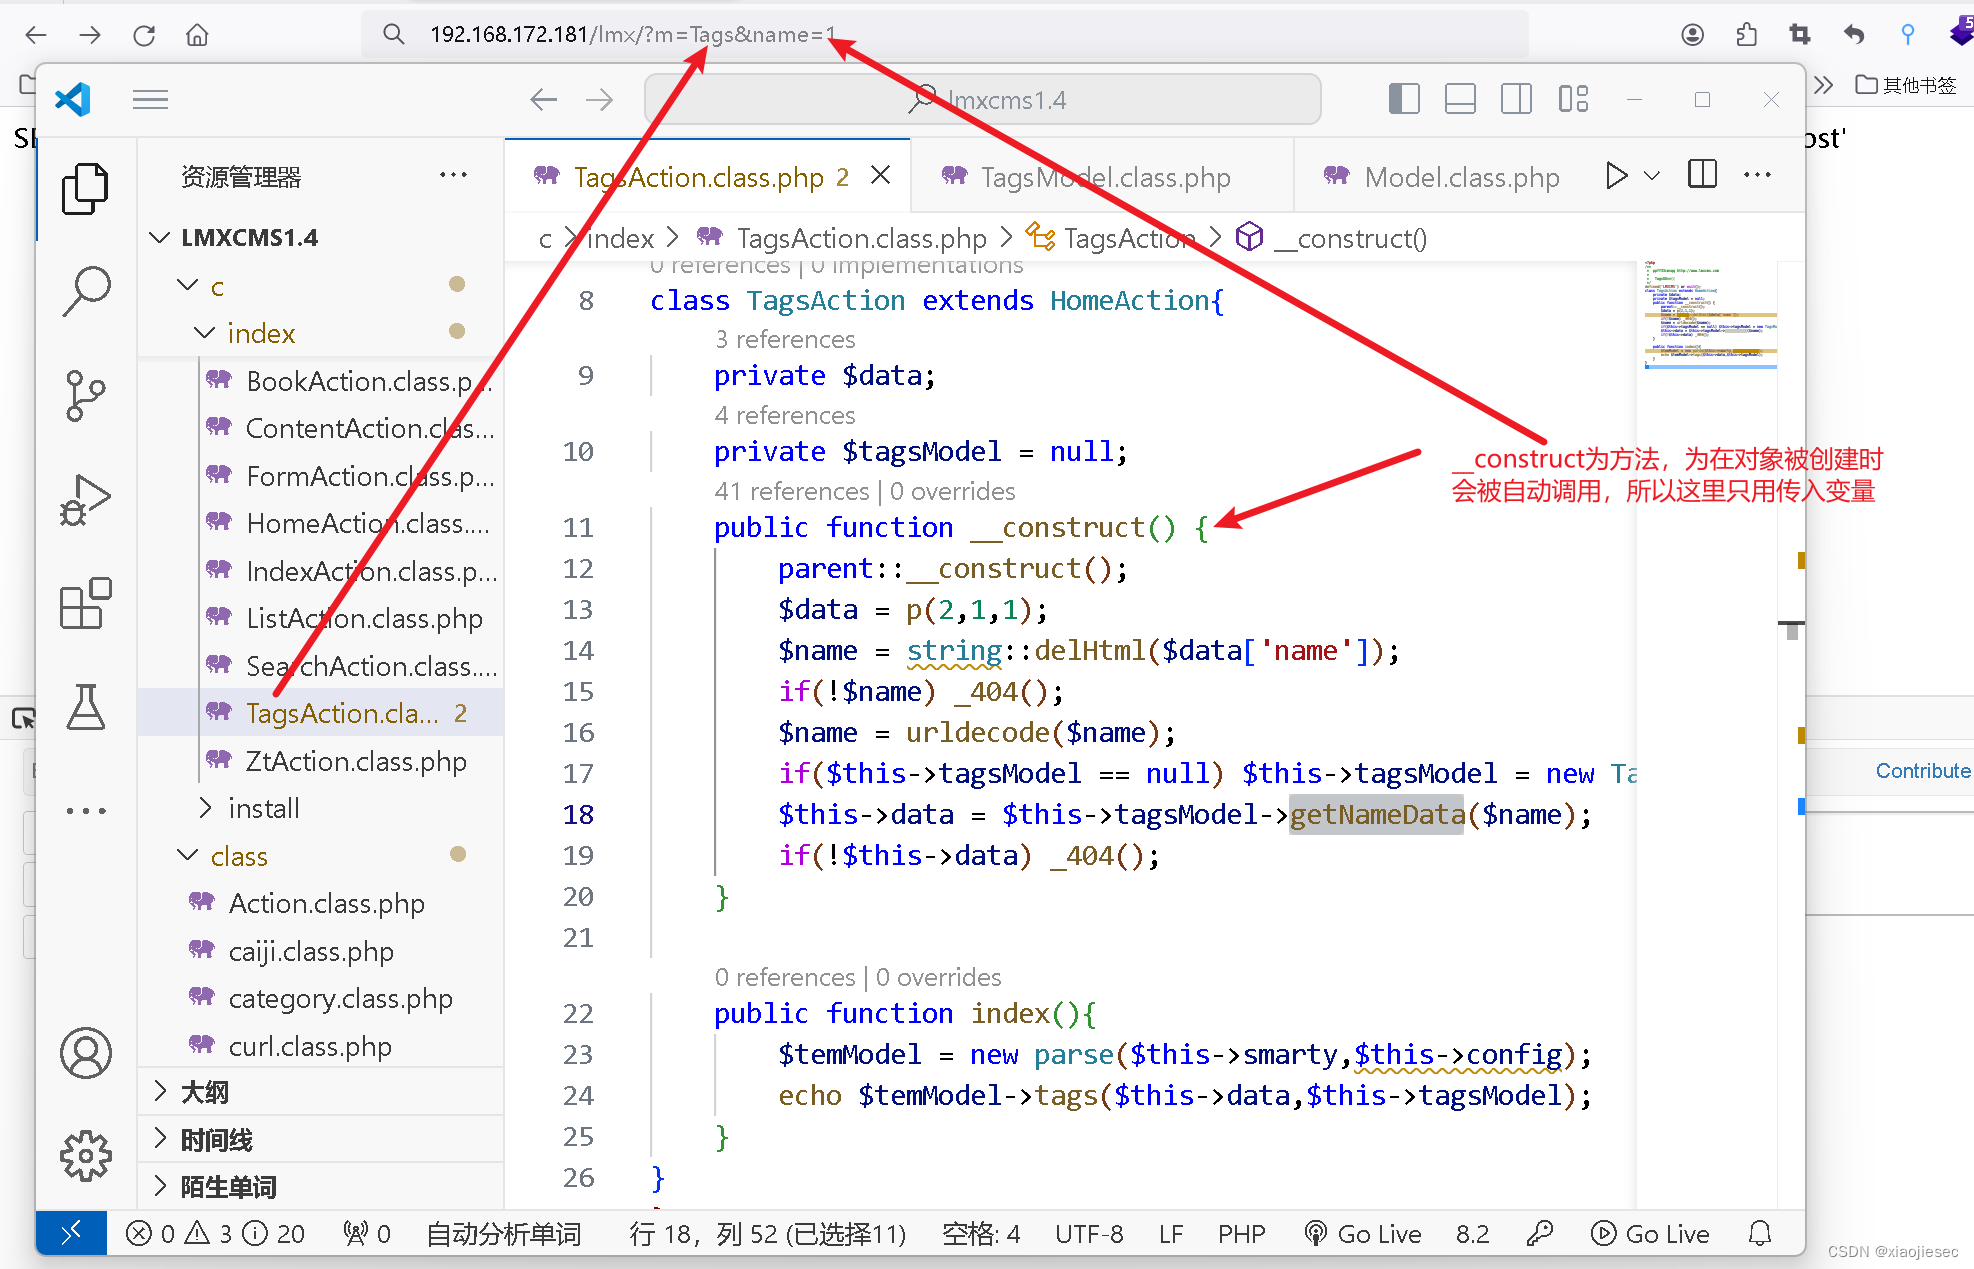 192.168.172.181/lmx/?m=Tags&name=1
其他书签
lmxcms1.4
ost'
资源管理器
TagsAction.class.php 2
TagsModel.class.php
Model.class.php
LMXCMS1.4
c > index > TagsAction.class.php > TagsAction > __construct()
c
index
BookAction.class.p...
ContentAction.clas...
FormAction.class.p...
HomeAction.class....
IndexAction.class.p...
ListAction.class.php
SearchAction.class....
TagsAction.cla... 2
ZtAction.class.php
install
class
Action.class.php
caiji.class.php
category.class.php
curl.class.php
大纲
时间线
陌生单词
0 references | 0 implementations
8 class TagsAction extends HomeAction{
3 references
9 private $data;
4 references
10 private $tagsModel = null;
41 references | 0 overrides
11 public function __construct() {
12 parent::__construct();
13 $data = p(2,1,1);
14 $name = string::delHtml($data['name']);
15 if(!$name) _404();
16 $name = urldecode($name);
17 if($this->tagsModel == null) $this->tagsModel = new Ta
18 $this->data = $this->tagsModel->getNameData($name);
19 if(!$this->data) _404();
20 }
21
0 references | 0 overrides
22 public function index(){
23 $temModel = new parse($this->smarty,$this->config);
24 echo $temModel->tags($this->data,$this->tagsModel);
25 }
26 }
__construct为方法，为在对象被创建时
会被自动调用，所以这里只用传入变量
Contribute
0 3 20 0 自动分析单词 行 18，列 52 (已选择11) 空格: 4 UTF-8 LF PHP Go Live 8.2 Go Live
CSDN @xiaojiesec